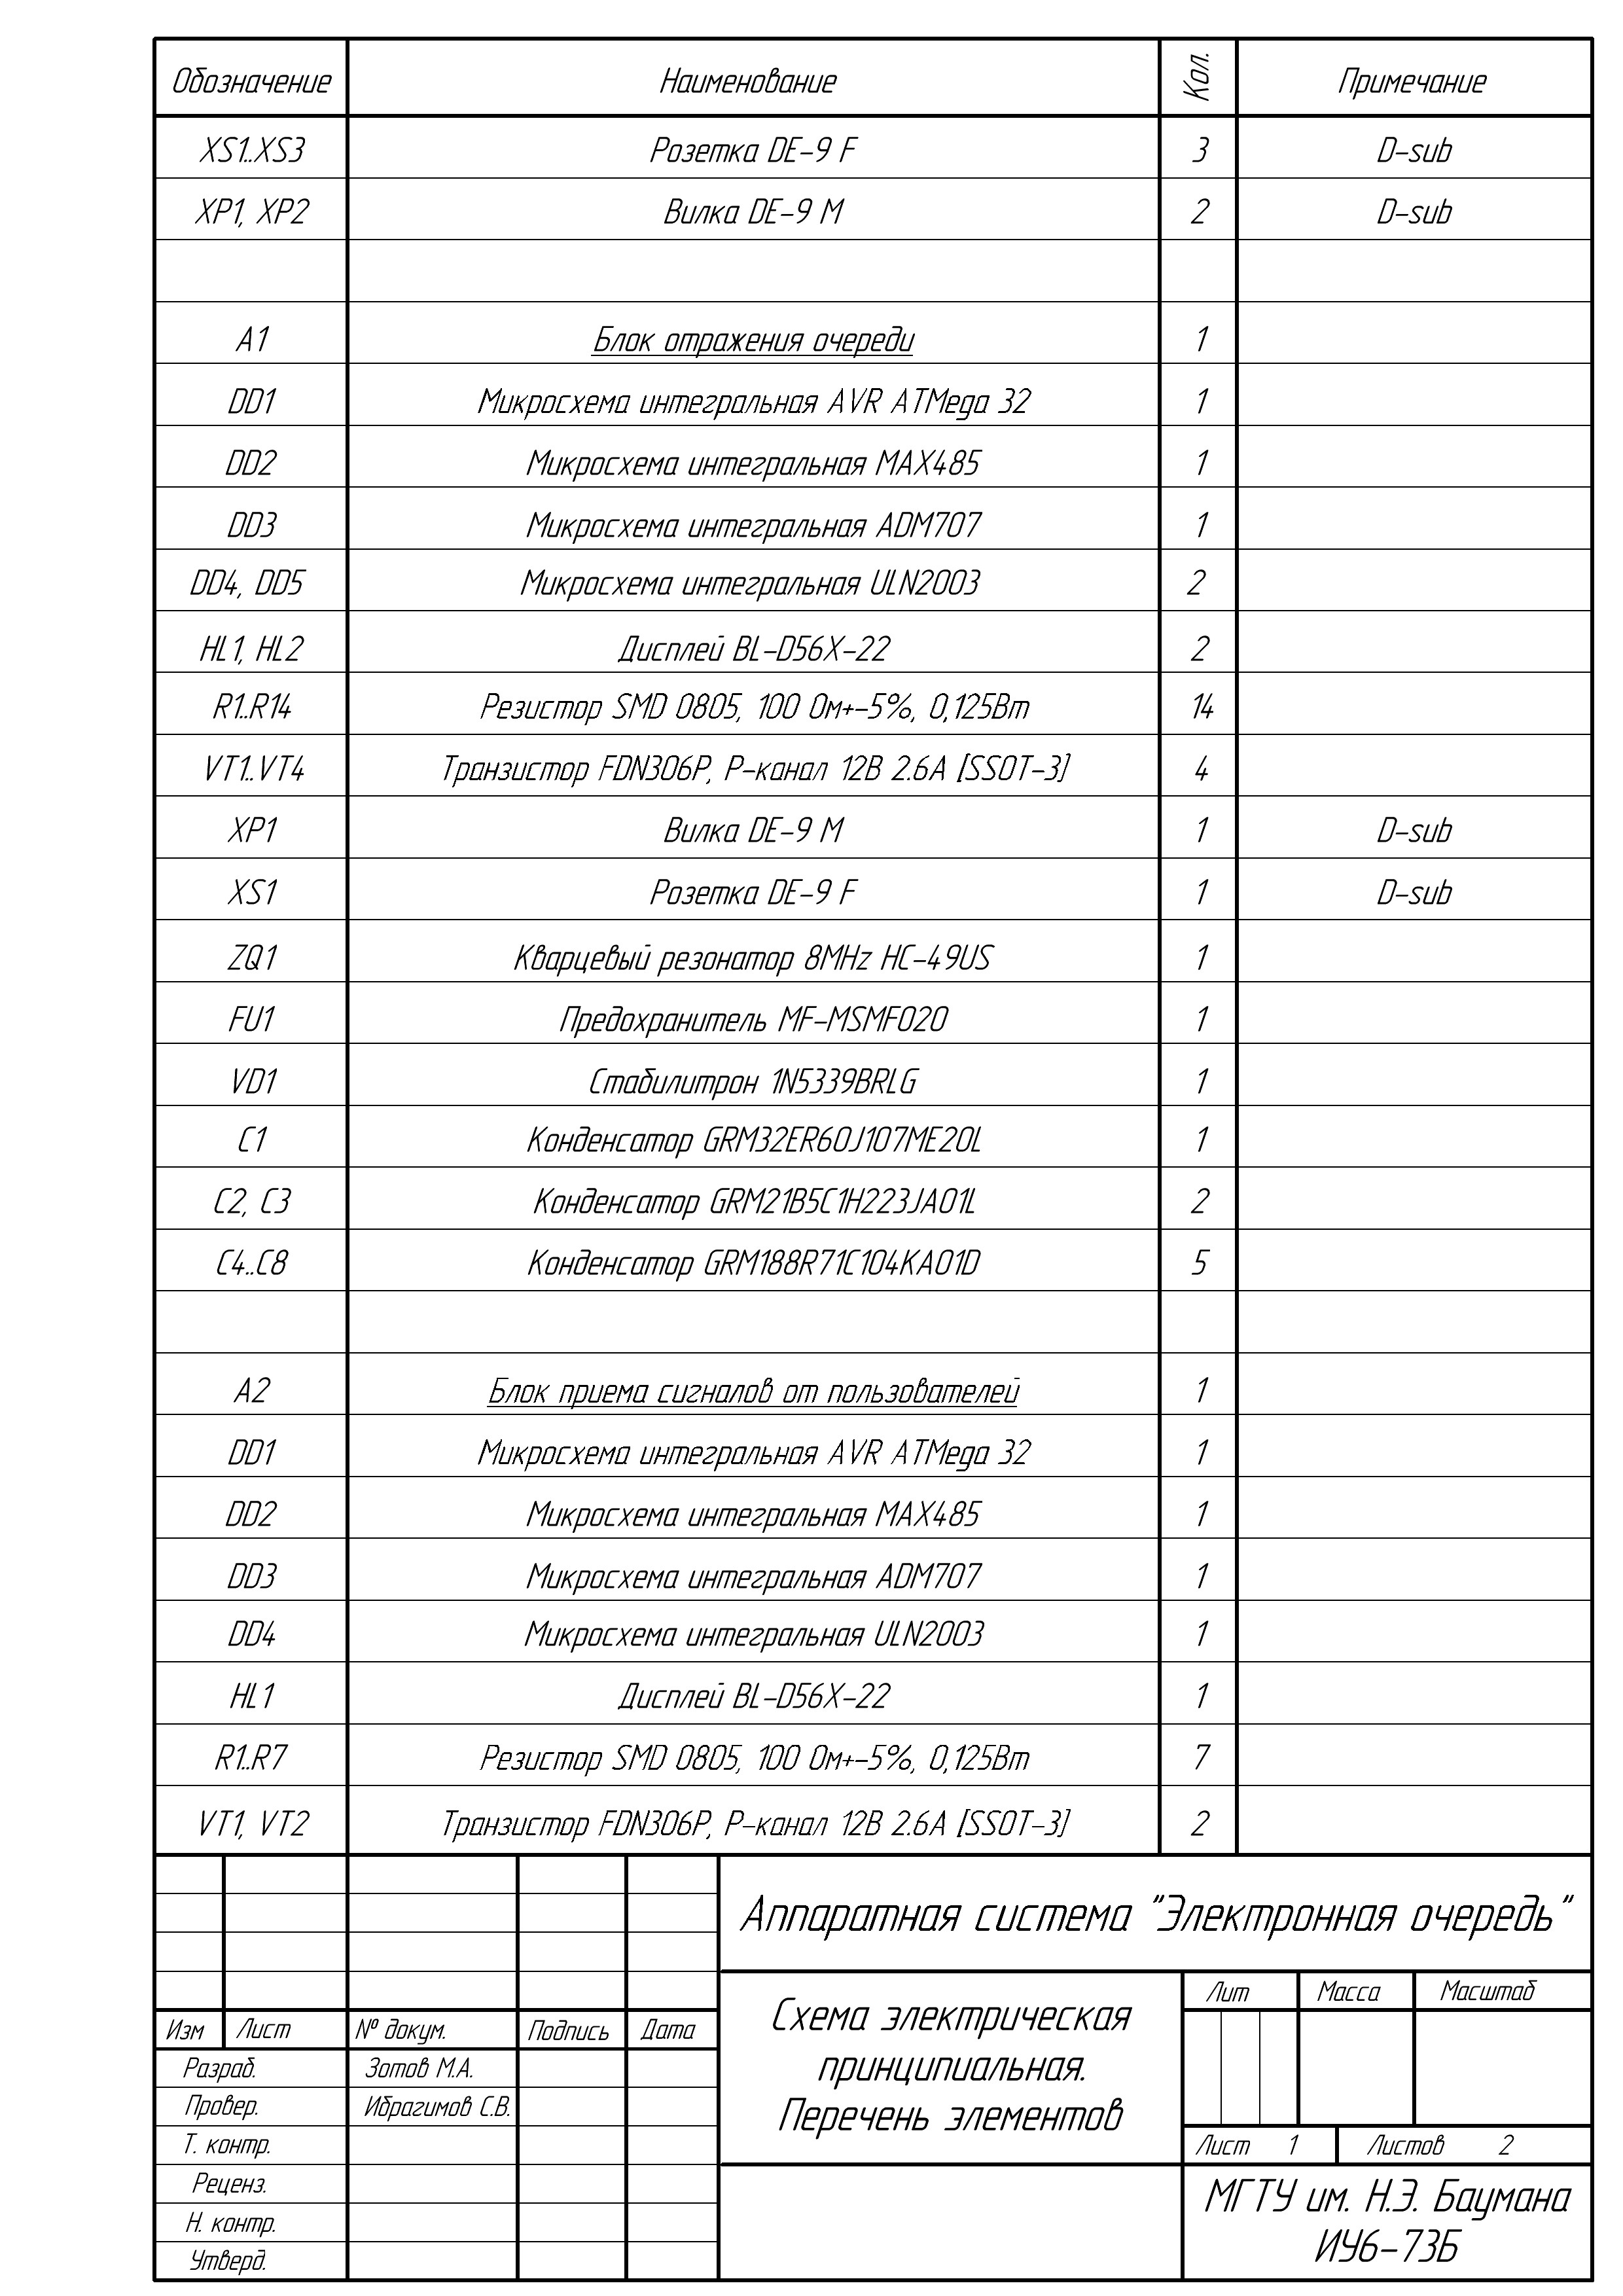 Обозначение Наименование Кол. Примечание
XS1..XS3 Розетка DE-9 F 3 D-sub
XP1, XP2 Вилка DE-9 M 2 D-sub
A1 Блок отражения очереди 1
DD1 Микросхема интегральная AVR ATMega 32 1
DD2 Микросхема интегральная MAX485 1
DD3 Микросхема интегральная ADM707 1
DD4, DD5 Микросхема интегральная ULN2003 2
HL1, HL2 Дисплей BL-D56X-22 2
R1..R14 Резистор SMD 0805, 100 Ом+-5%, 0,125Вт 14
VT1..VT4 Транзистор FDN306P, P-канал 12В 2.6А [SSOT-3] 4
XP1 Вилка DE-9 M 1 D-sub
XS1 Розетка DE-9 F 1 D-sub
ZQ1 Кварцевый резонатор 8MHz HC-49US 1
FU1 Предохранитель MF-MSMF020 1
VD1 Стабилитрон 1N5339BRLG 1
C1 Конденсатор GRM32ER60J107ME20L 1
C2, C3 Конденсатор GRM21B5C1H223JA01L 2
C4..C8 Конденсатор GRM188R71C104KA01D 5
A2 Блок приема сигналов от пользователей 1
DD1 Микросхема интегральная AVR ATMega 32 1
DD2 Микросхема интегральная MAX485 1
DD3 Микросхема интегральная ADM707 1
DD4 Микросхема интегральная ULN2003 1
HL1 Дисплей BL-D56X-22 1
R1..R7 Резистор SMD 0805, 100 Ом+-5%, 0,125Вт 7
VT1, VT2 Транзистор FDN306P, P-канал 12В 2.6А [SSOT-3] 2
Аппаратная система "Электронная очередь"
Изм Лист № докум. Подпись Дата
Разраб. Зотов М.А.
Провер. Ибрагимов С.В.
Т. контр.
Реценз.
Н. контр.
Утверд.
Схема электрическая
принципиальная.
Перечень элементов
Лит Масса Масштаб
Лист 1 Листов 2
МГТУ им. Н.Э. Баумана
ИУ6-73Б